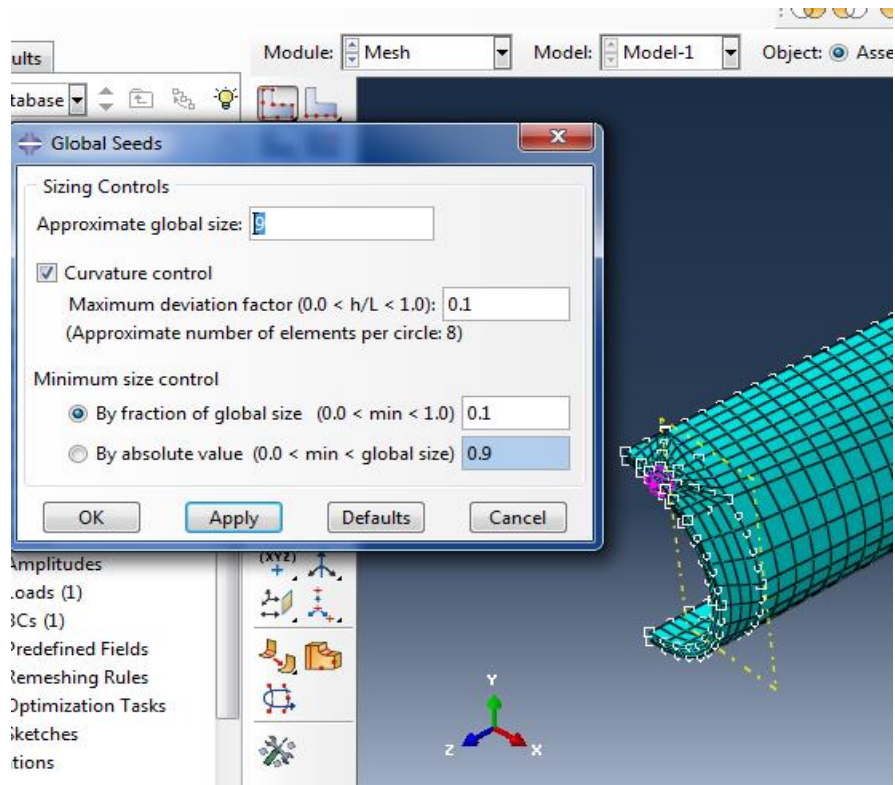 ults
Module: Mesh Model: Model-1 Object: Asse
tabase
Global Seeds
Sizing Controls
Approximate global size: 9
Curvature control
Maximum deviation factor (0.0 < h/L < 1.0): 0.1
(Approximate number of elements per circle: 8)
Minimum size control
By fraction of global size (0.0 < min < 1.0) 0.1
By absolute value (0.0 < min < global size) 0.9
OK Apply Defaults Cancel
Amplitudes
(XYZ)
Loads (1)
BCs (1)
Predefined Fields
Remeshing Rules
Optimization Tasks
Sketches
tions
Y
Z X